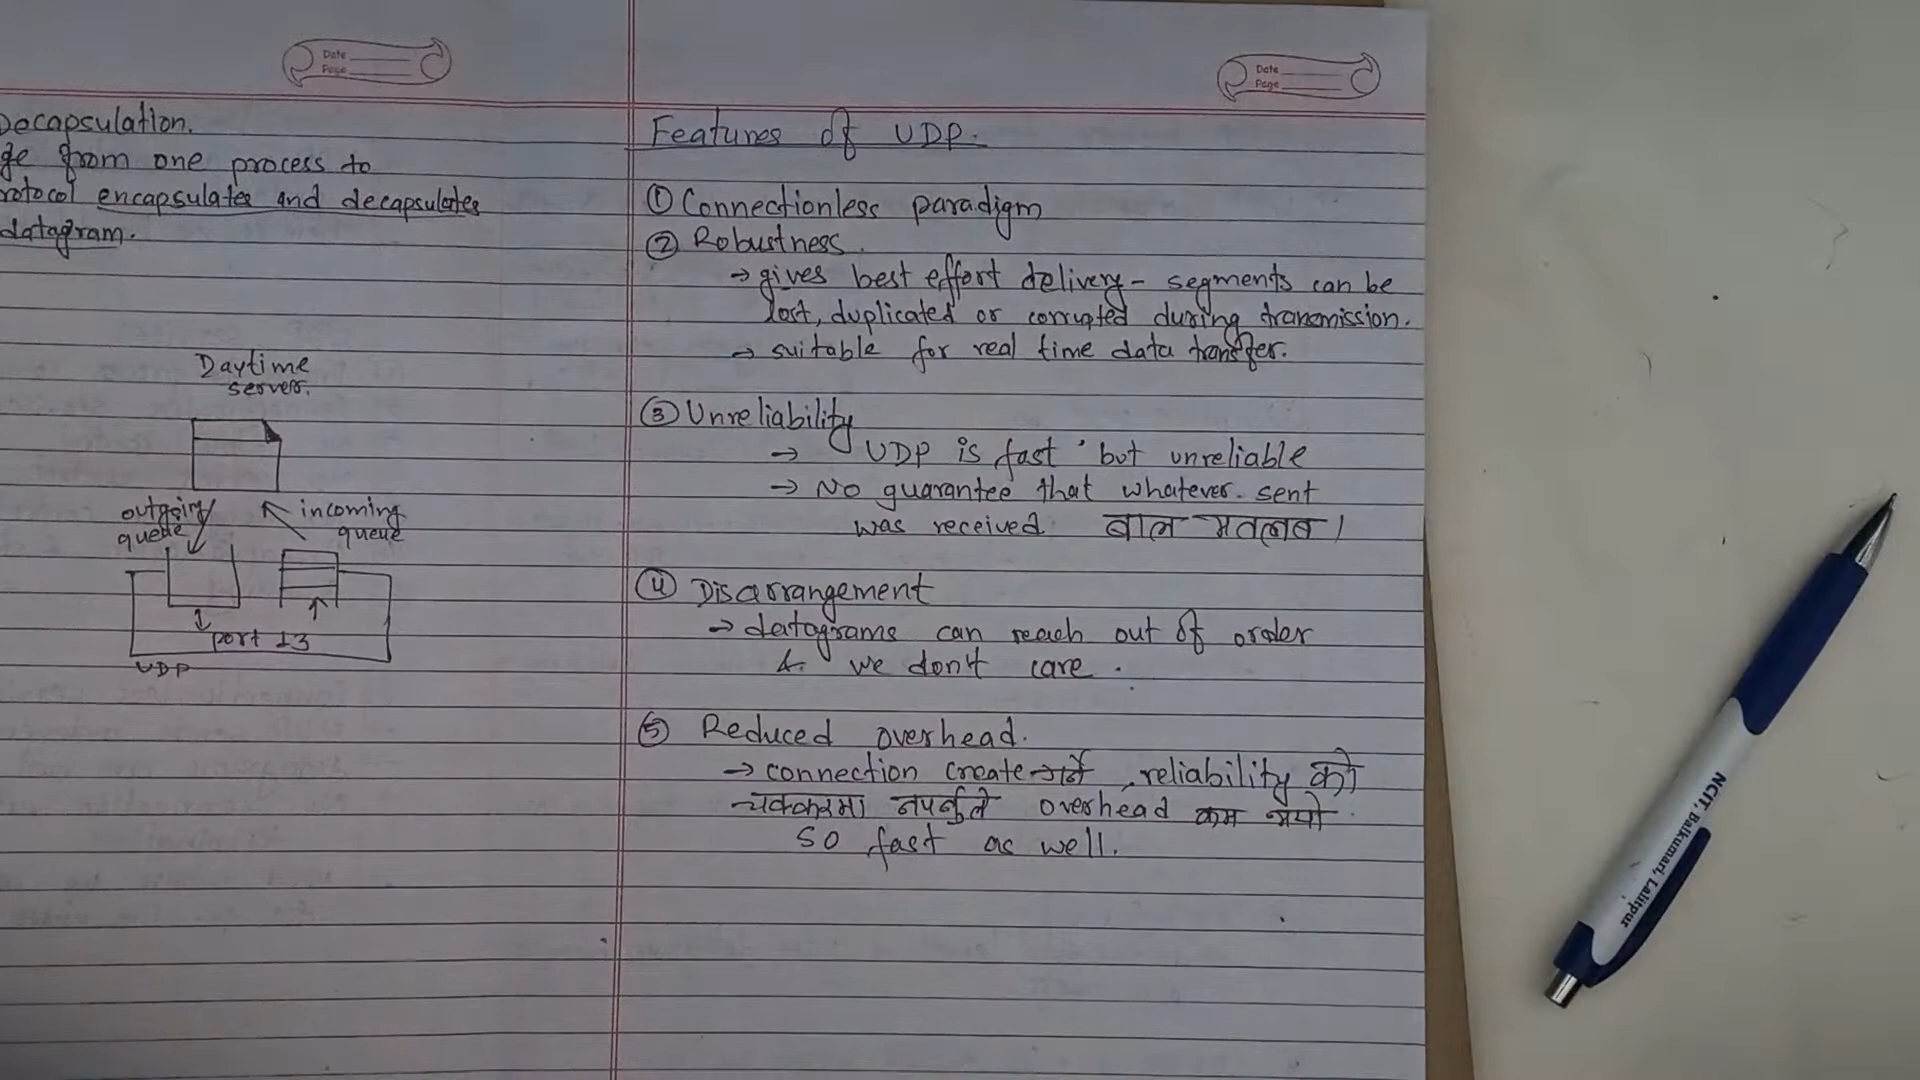 Date
Page
Decapsulation.
ge from one process to
rotocol encapsulates and decapsulates
datagram.
Daytime
server.
outgoing
queue
incoming
queue
port 13
UDP
Date
Page
Features of UDP.
① Connectionless paradigm
② Robustness.
→ gives best effort delivery - segments can be
lost, duplicated or corrupted during transmission.
→ suitable for real time data transfer.
③ Unreliability
→ UDP is fast but unreliable
→ No guarantee that whatever sent
was received बाल मतलब।
④ Disarrangement
→ datagrams can reach out of order
& we don't care.
⑤ Reduced overhead.
→ connection create गर्ने, reliability को
चक्करमा नपर्नुले overhead कम भयो
so fast as well.
NCIT, Balkumari, Lalitpur